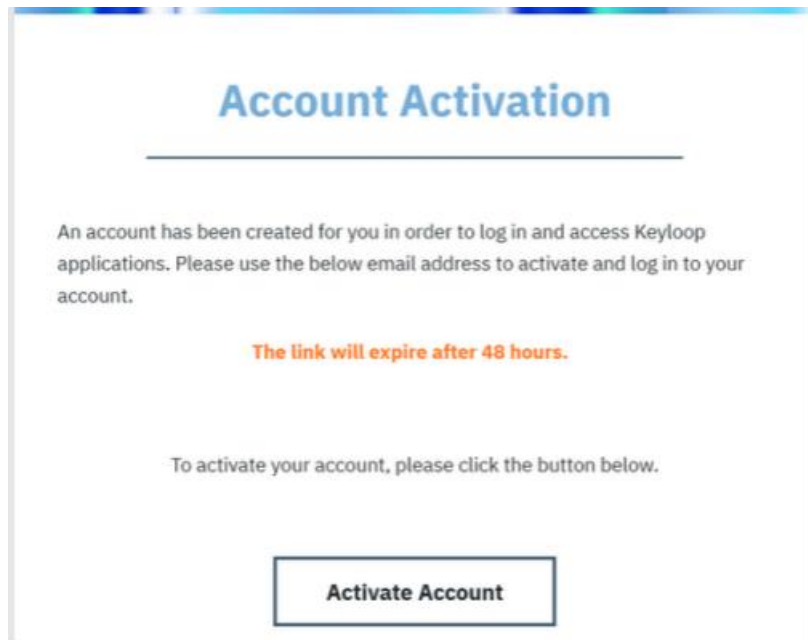 Account Activation
An account has been created for you in order to log in and access Keyloop
applications. Please use the below email address to activate and log in to your
account.
The link will expire after 48 hours.
To activate your account, please click the button below.
Activate Account